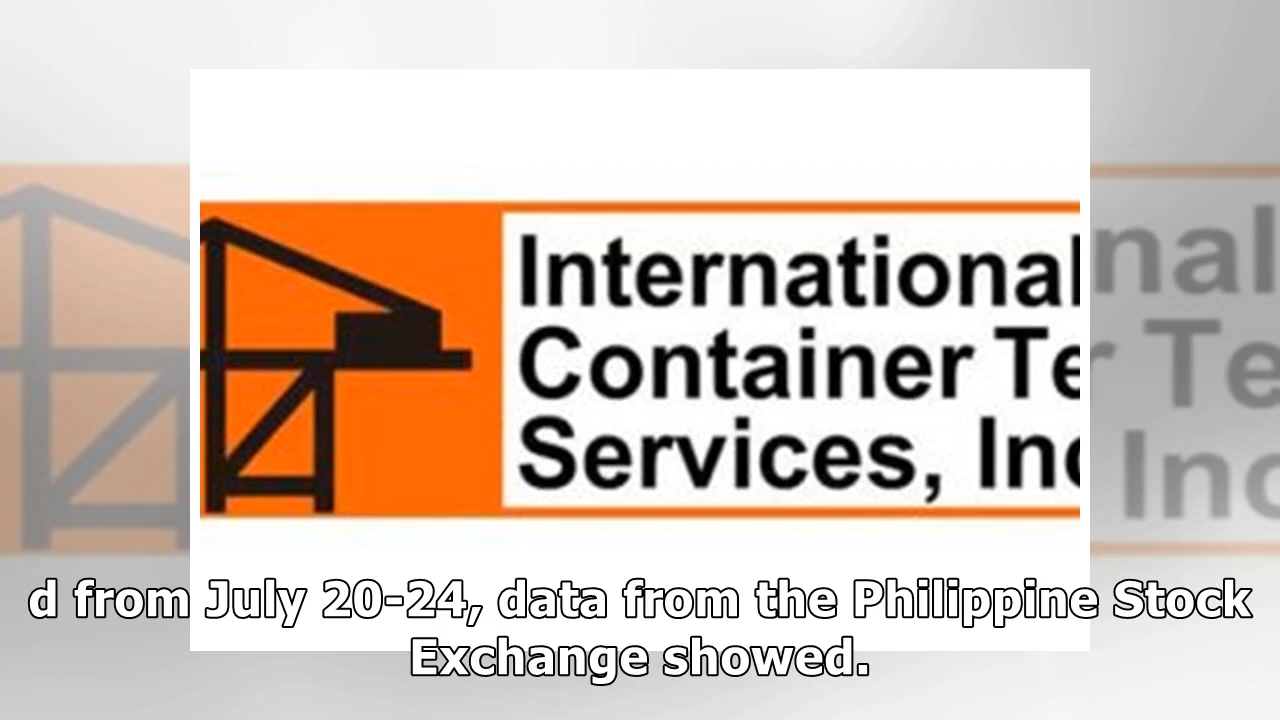 International
Container Te
Services, Inc
d from July 20-24, data from the Philippine Stock
Exchange showed.